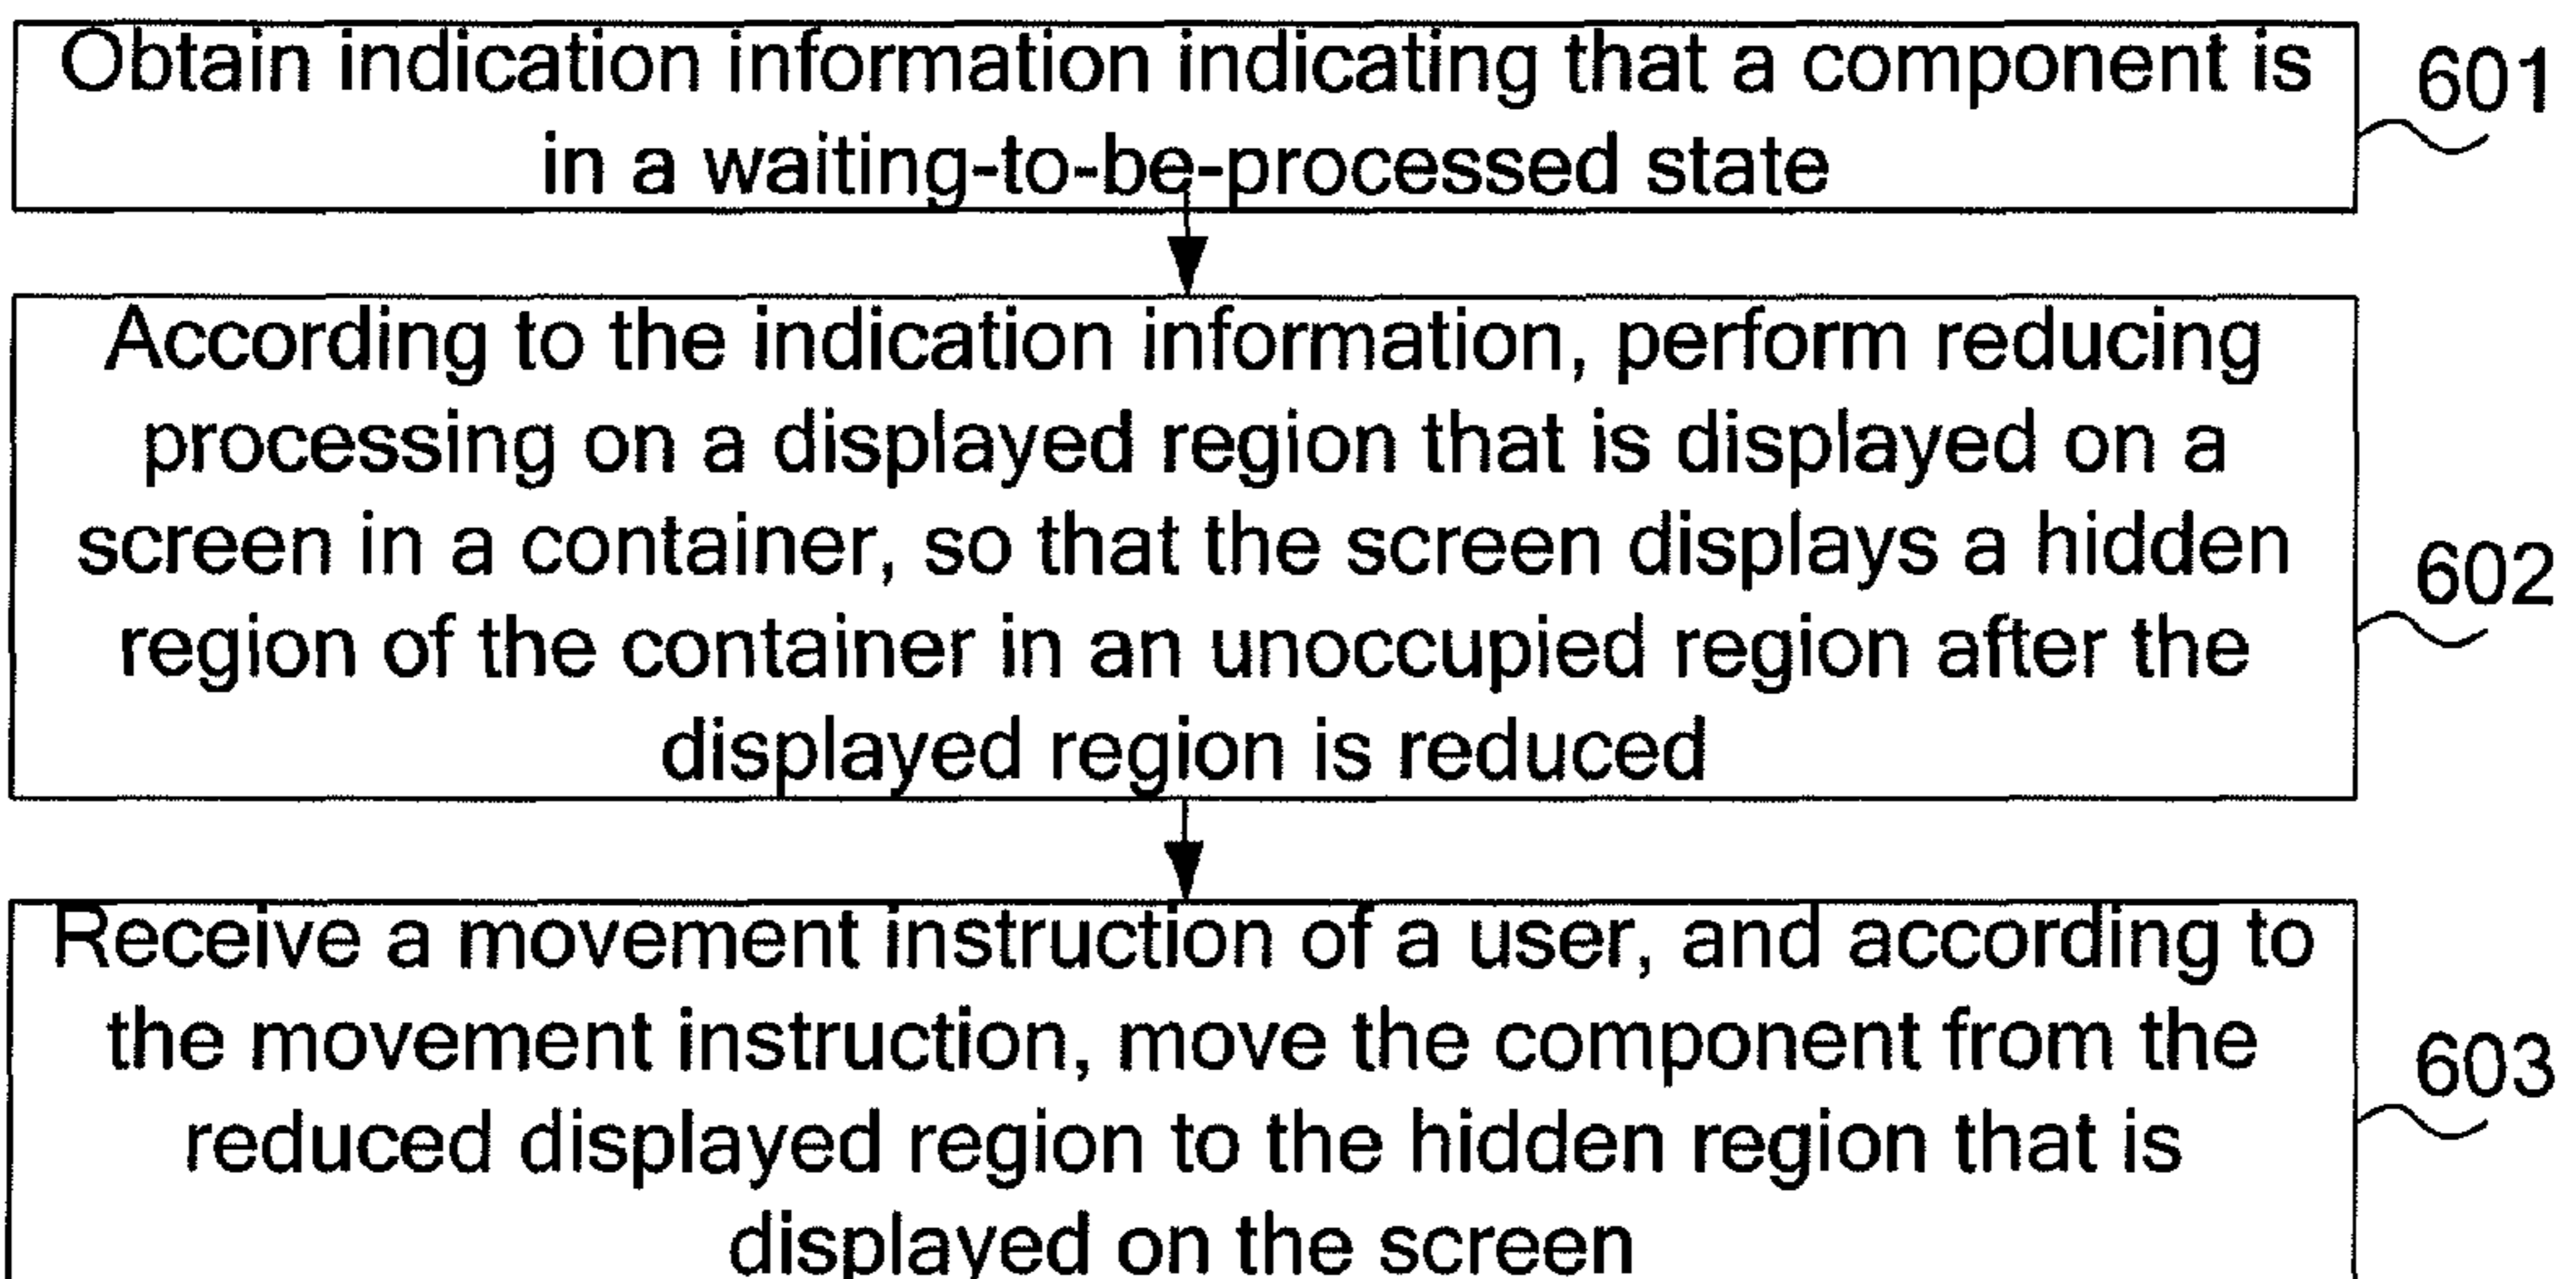 Obtain indication information indicating that a component is
in a waiting-to-be-processed state
601
According to the indication information, perform reducing
processing on a displayed region that is displayed on a
screen in a container, so that the screen displays a hidden
region of the container in an unoccupied region after the
displayed region is reduced
602
Receive a movement instruction of a user, and according to
the movement instruction, move the component from the
reduced displayed region to the hidden region that is
displayed on the screen
603